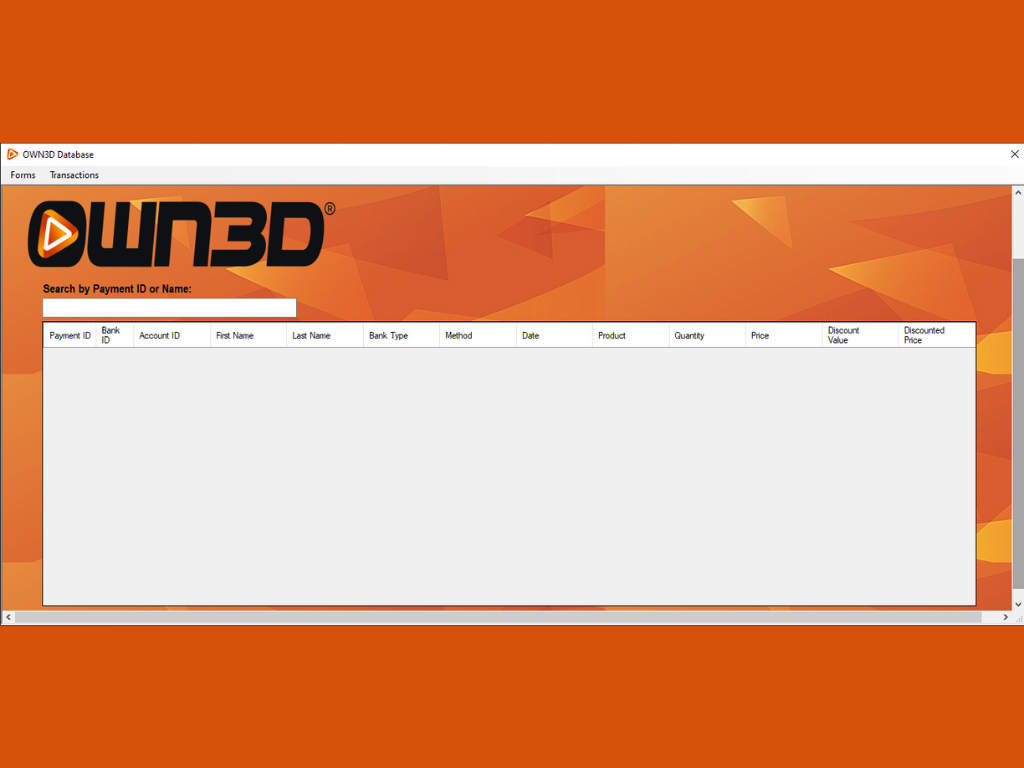 OWN3D Database
Forms Transactions
OWN3D®
Search by Payment ID or Name:
Payment ID Bank ID Account ID First Name Last Name Bank Type Method Date Product Quantity Price Discount Value Discounted Price